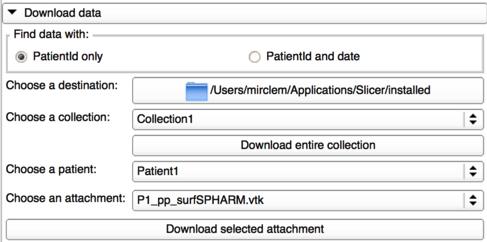 Download data
Find data with:
PatientId only PatientId and date
Choose a destination: /Users/mirclem/Applications/Slicer/installed
Choose a collection: Collection1
Download entire collection
Choose a patient: Patient1
Choose an attachment: P1_pp_surfSPHARM.vtk
Download selected attachment